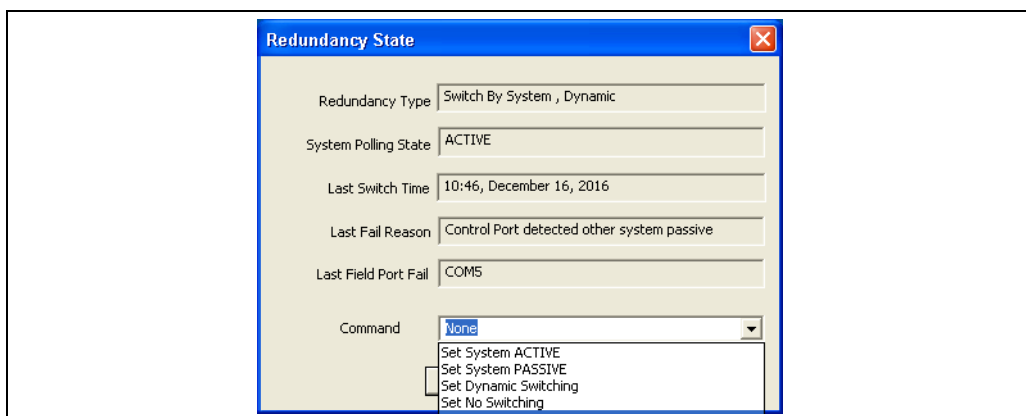 Redundancy State
Redundancy Type Switch By System , Dynamic
System Polling State ACTIVE
Last Switch Time 10:46, December 16, 2016
Last Fail Reason Control Port detected other system passive
Last Field Port Fail COM5
Command None
Set System ACTIVE
Set System PASSIVE
Set Dynamic Switching
Set No Switching